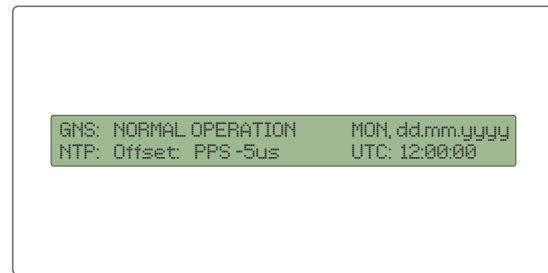 GNS: NORMAL OPERATION MON, dd.mm.yyyy
NTP: Offset: PPS -5us UTC: 12:00:00